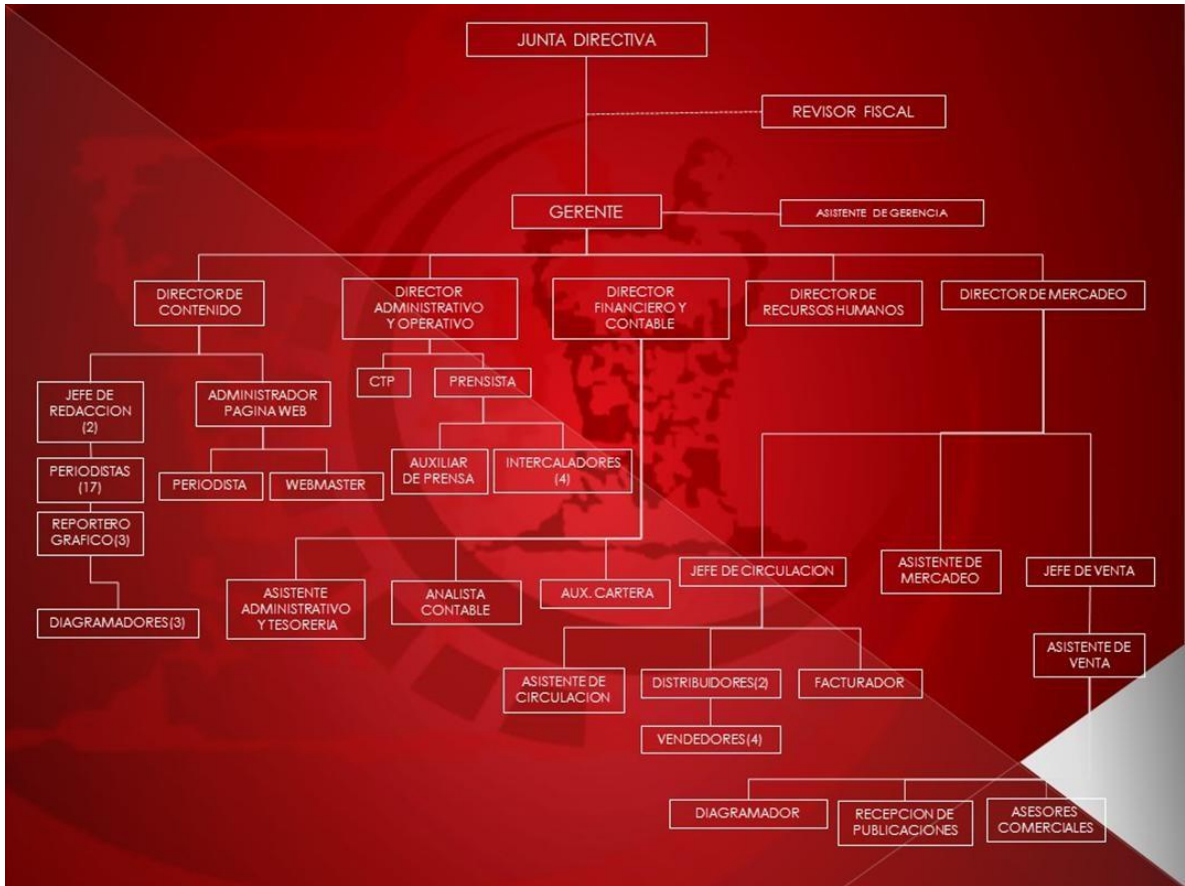 JUNTA DIRECTIVA
REVISOR FISCAL
GERENTE
ASISTENTE DE GERENCIA
DIRECTOR DE
CONTENIDO
DIRECTOR
ADMINISTRATIVO
Y OPERATIVO
DIRECTOR
FINANCIERO Y
CONTABLE
DIRECTOR DE
RECURSOS HUMANOS
DIRECTOR DE MERCADEO
JEFE DE
REDACCION
(2)
ADMINISTRADOR
PAGINA WEB
CTP
PRENSISTA
PERIODISTAS
(17)
PERIODISTA
WEBMASTER
AUXILIAR
DE PRENSA
INTERCALADORES
(4)
REPORTERO
GRAFICO (3)
DIAGRAMADORES (3)
ASISTENTE
ADMINISTRATIVO
Y TESORERIA
ANALISTA
CONTABLE
AUX. CARTERA
JEFE DE CIRCULACION
ASISTENTE DE
MERCADEO
JEFE DE VENTA
ASISTENTE DE
CIRCULACION
DISTRIBUIDORES(2)
FACTURADOR
ASISTENTE DE
VENTA
VENDEDORES (4)
DIAGRAMADOR
RECEPCION DE
PUBLICACIONES
ASESORES
COMERCIALES